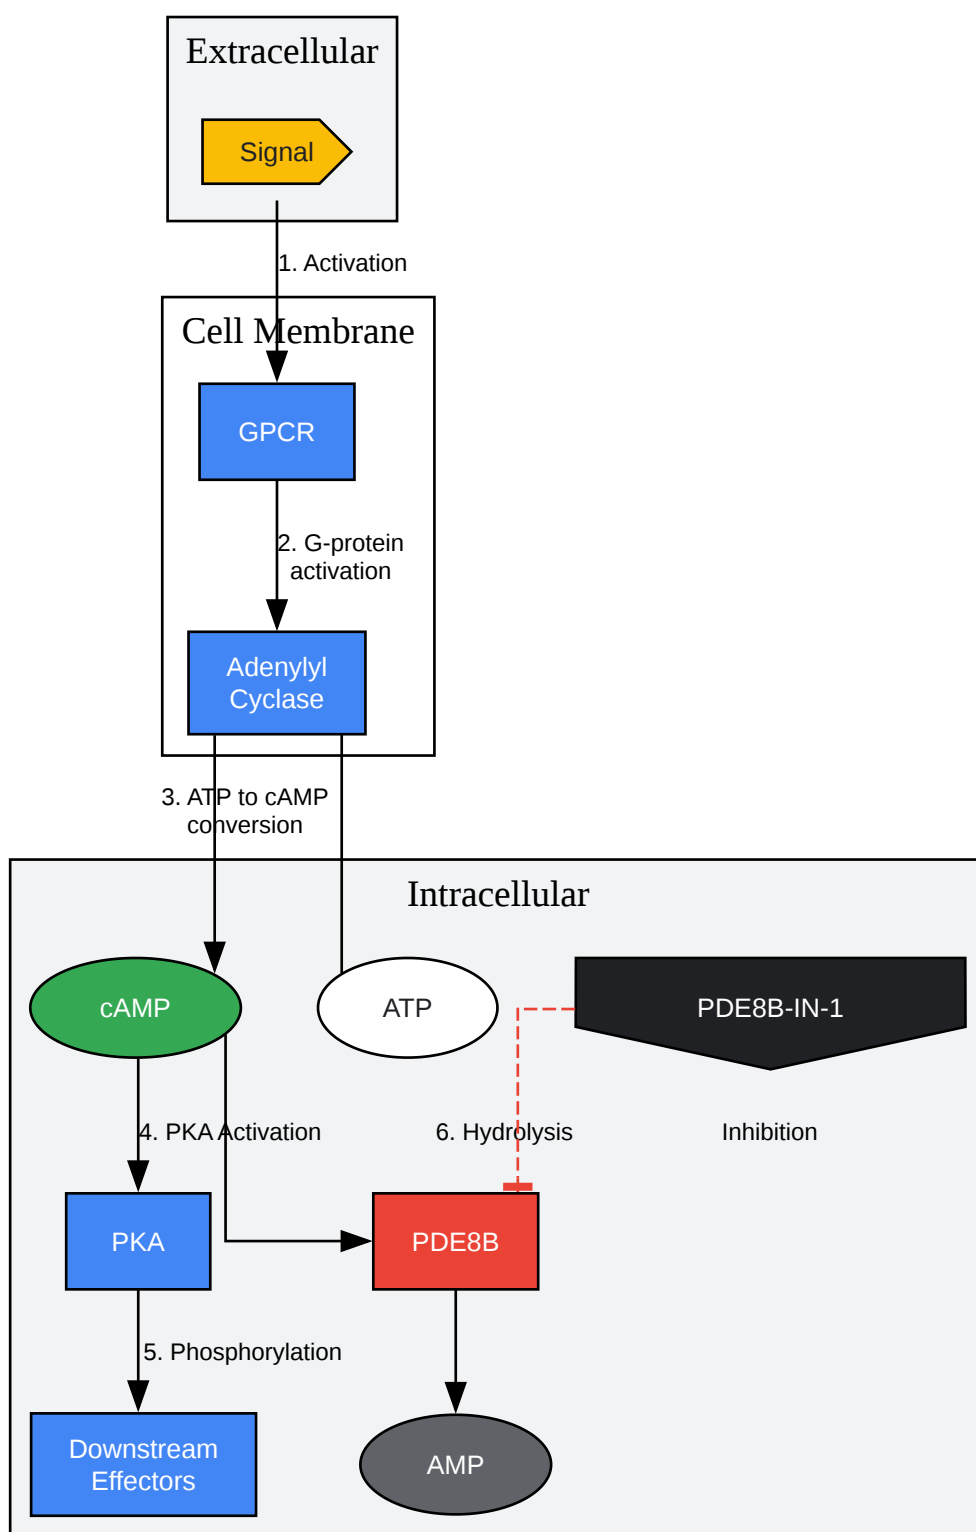 Extracellular
Signal
1. Activation
Cell Membrane
GPCR
2. G-protein
activation
Adenylyl
Cyclase
3. ATP to cAMP
conversion
Intracellular
cAMP
ATP
PDE8B-IN-1
4. PKA Activation
6. Hydrolysis
Inhibition
PKA
PDE8B
5. Phosphorylation
Downstream
Effectors
AMP